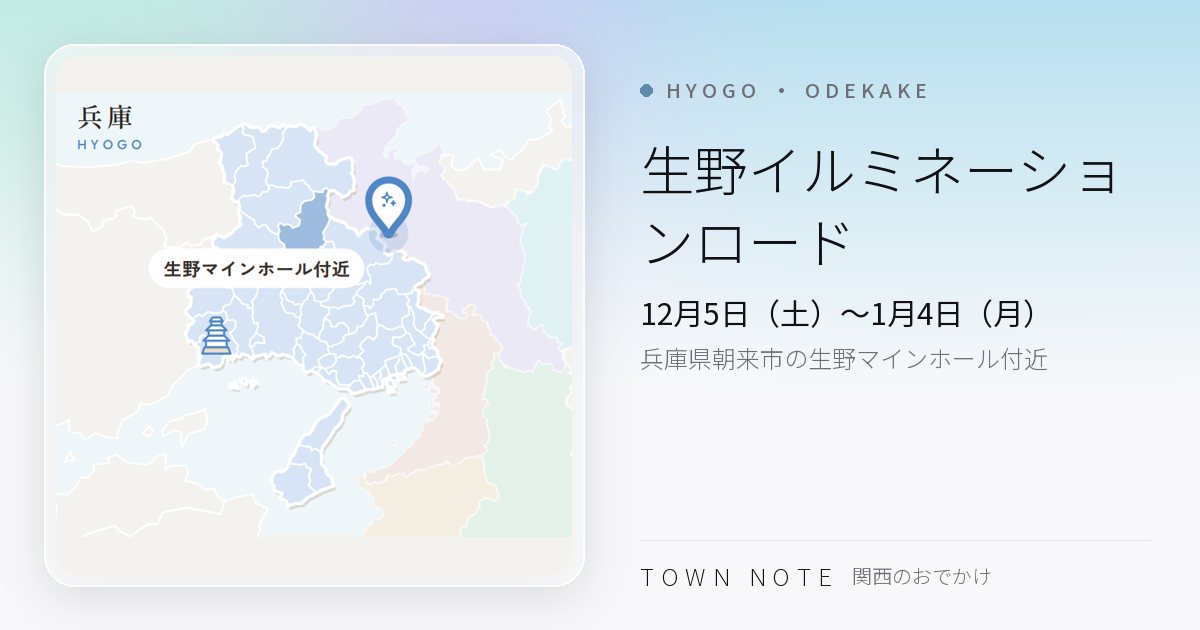 兵庫
HYOGO
生野マインホール付近
HYOGO • ODEKAKE
生野イルミネーショ
ンロード
12月5日（土）〜1月4日（月）
兵庫県朝来市の生野マインホール付近
TOWN NOTE 関西のおでかけ